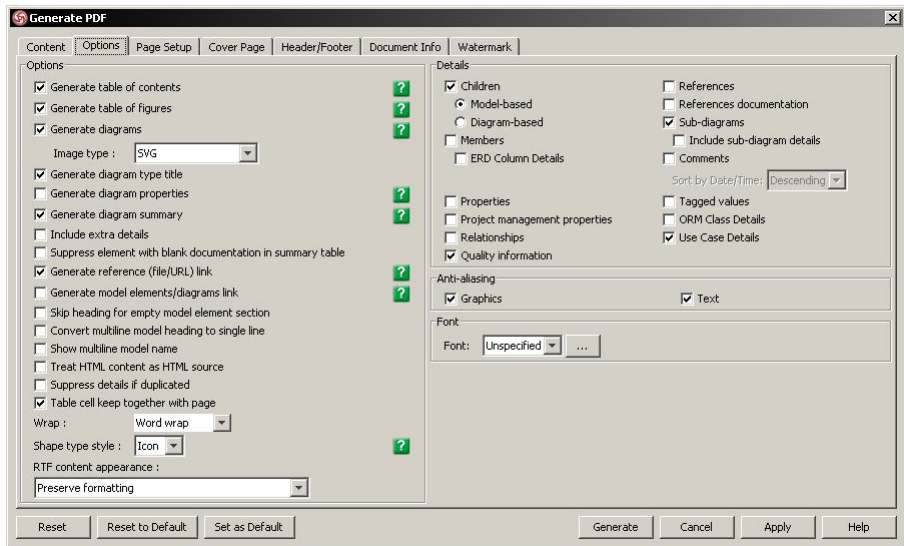 Generate PDF
Content Options Page Setup Cover Page Header/Footer Document Info Watermark
Options
Generate table of contents ?
Generate table of figures ?
Generate diagrams ?
Image type : SVG
Generate diagram type title
Generate diagram properties ?
Generate diagram summary ?
Include extra details
Suppress element with blank documentation in summary table
Generate reference (file/URL) link ?
Generate model elements/diagrams link ?
Skip heading for empty model element section
Convert multiline model heading to single line
Show multiline model name
Treat HTML content as HTML source
Suppress details if duplicated
Table cell keep together with page
Wrap : Word wrap
Shape type style : Icon ?
RTF content appearance :
Preserve formatting
Details
Children References
Model-based References documentation
Diagram-based Sub-diagrams
Members Include sub-diagram details
ERD Column Details Comments
Sort by Date/Time: Descending
Properties Tagged values
Project management properties ORM Class Details
Relationships Use Case Details
Quality information
Anti-aliasing
Graphics Text
Font
Font: Unspecified ...
Reset Reset to Default Set as Default Generate Cancel Apply Help